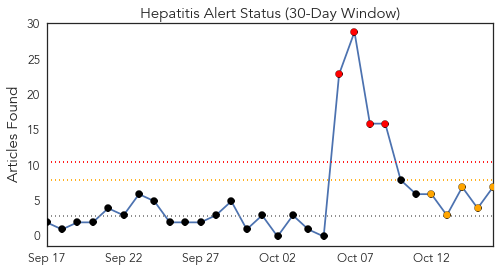 Hepatitis Alert Status (30-Day Window)
Articles Found
30
25
20
15
10
5
0
Sep 17 Sep 22 Sep 27 Oct 02 Oct 07 Oct 12